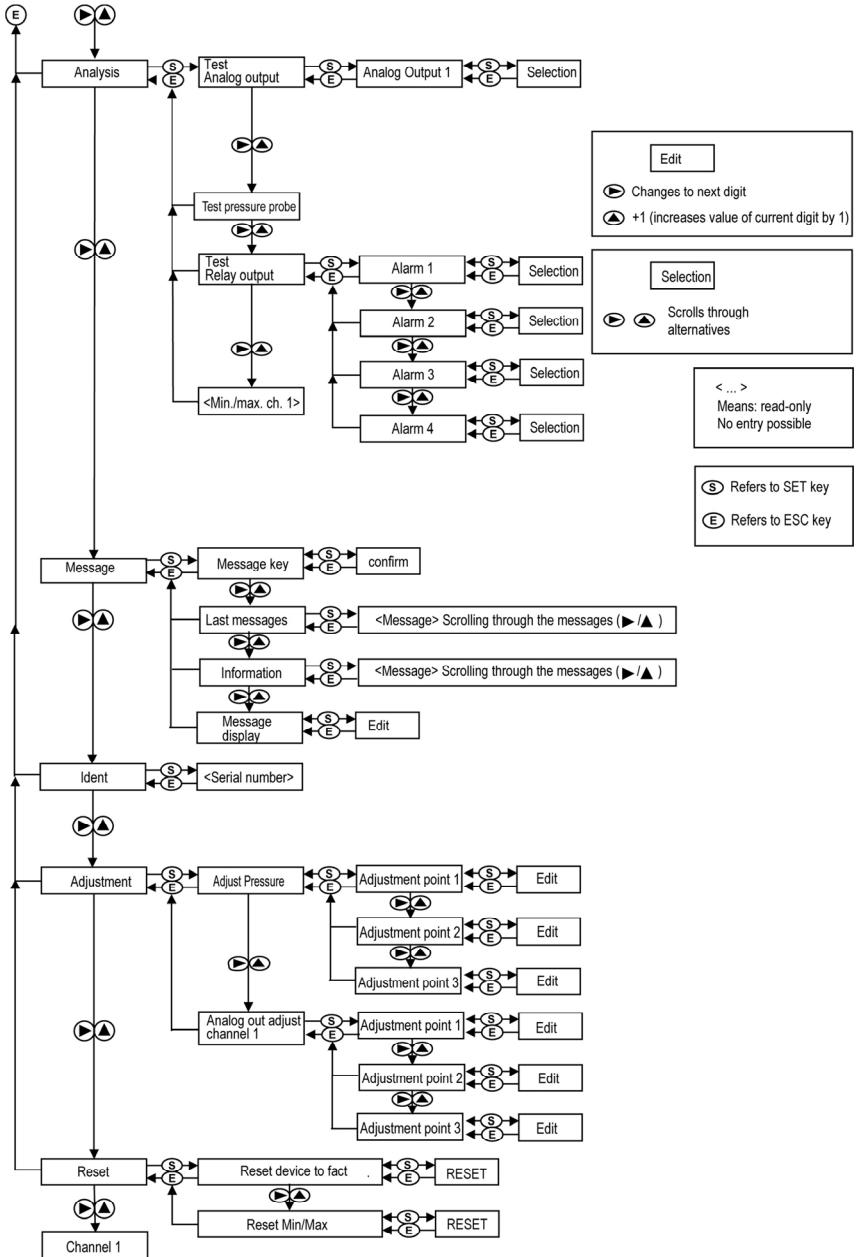 E
Analysis
S
E
Test
Analog output
S
E
Analog Output 1
S
E
Selection
Test pressure probe
Test
Relay output
S
E
Alarm 1
S
E
Selection
Alarm 2
S
E
Selection
Alarm 3
S
E
Selection
Alarm 4
S
E
Selection
<Min./max. ch. 1>
Edit
Changes to next digit
+1 (increases value of current digit by 1)
Selection
Scrolls through
alternatives
< ... >
Means: read-only
No entry possible
S Refers to SET key
E Refers to ESC key
Message
S
E
Message key
S
E
confirm
Last messages
S
E
<Message> Scrolling through the messages ( ▶ /▲ )
Information
S
E
<Message> Scrolling through the messages ( ▶ /▲ )
Message
display
S
E
Edit
Ident
S
E
<Serial number>
Adjustment
S
E
Adjust Pressure
S
E
Adjustment point 1
S
E
Edit
Adjustment point 2
S
E
Edit
Adjustment point 3
S
E
Edit
Analog out adjust
channel 1
S
E
Adjustment point 1
S
E
Edit
Adjustment point 2
S
E
Edit
Adjustment point 3
S
E
Edit
Reset
S
E
Reset device to fact .
S
E
RESET
Reset Min/Max
S
E
RESET
Channel 1